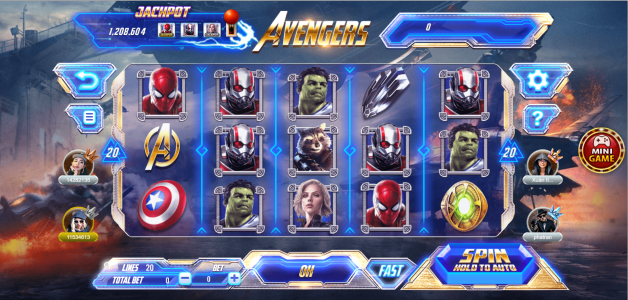 JACKPOT
1,208,604
AVENGERS
0
20
20
MINI
GAME
11534613
LINES 20
BET
TOTAL BET 0
0
FAST
SPIN
HOLD TO AUTO